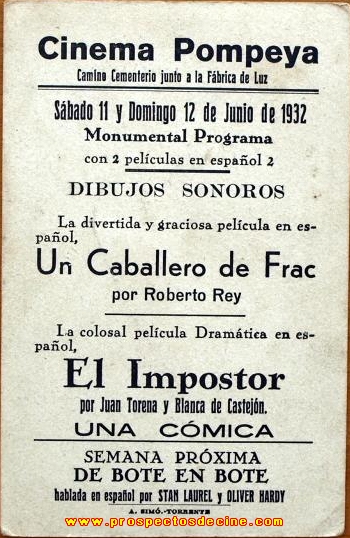 Cinema Pompeya
Camino Cementerio junto a la Fábrica de Luz
Sábado 11 y Domingo 12 de Junio de 1932
Monumental Programa
con 2 películas en español 2
DIBUJOS SONOROS
La divertida y graciosa película en es-
pañol,
Un Caballero de Frac
por Roberto Rey
La colosal película Dramática en es-
pañol,
El Impostor
por Juan Torena y Blanca de Castejón.
UNA CÓMICA
SEMANA PRÓXIMA
DE BOTE EN BOTE
hablada en español por STAN LAUREL y OLIVER HARDY
A. SIMÓ.-TORRENTE
www.prospectosdecine.com